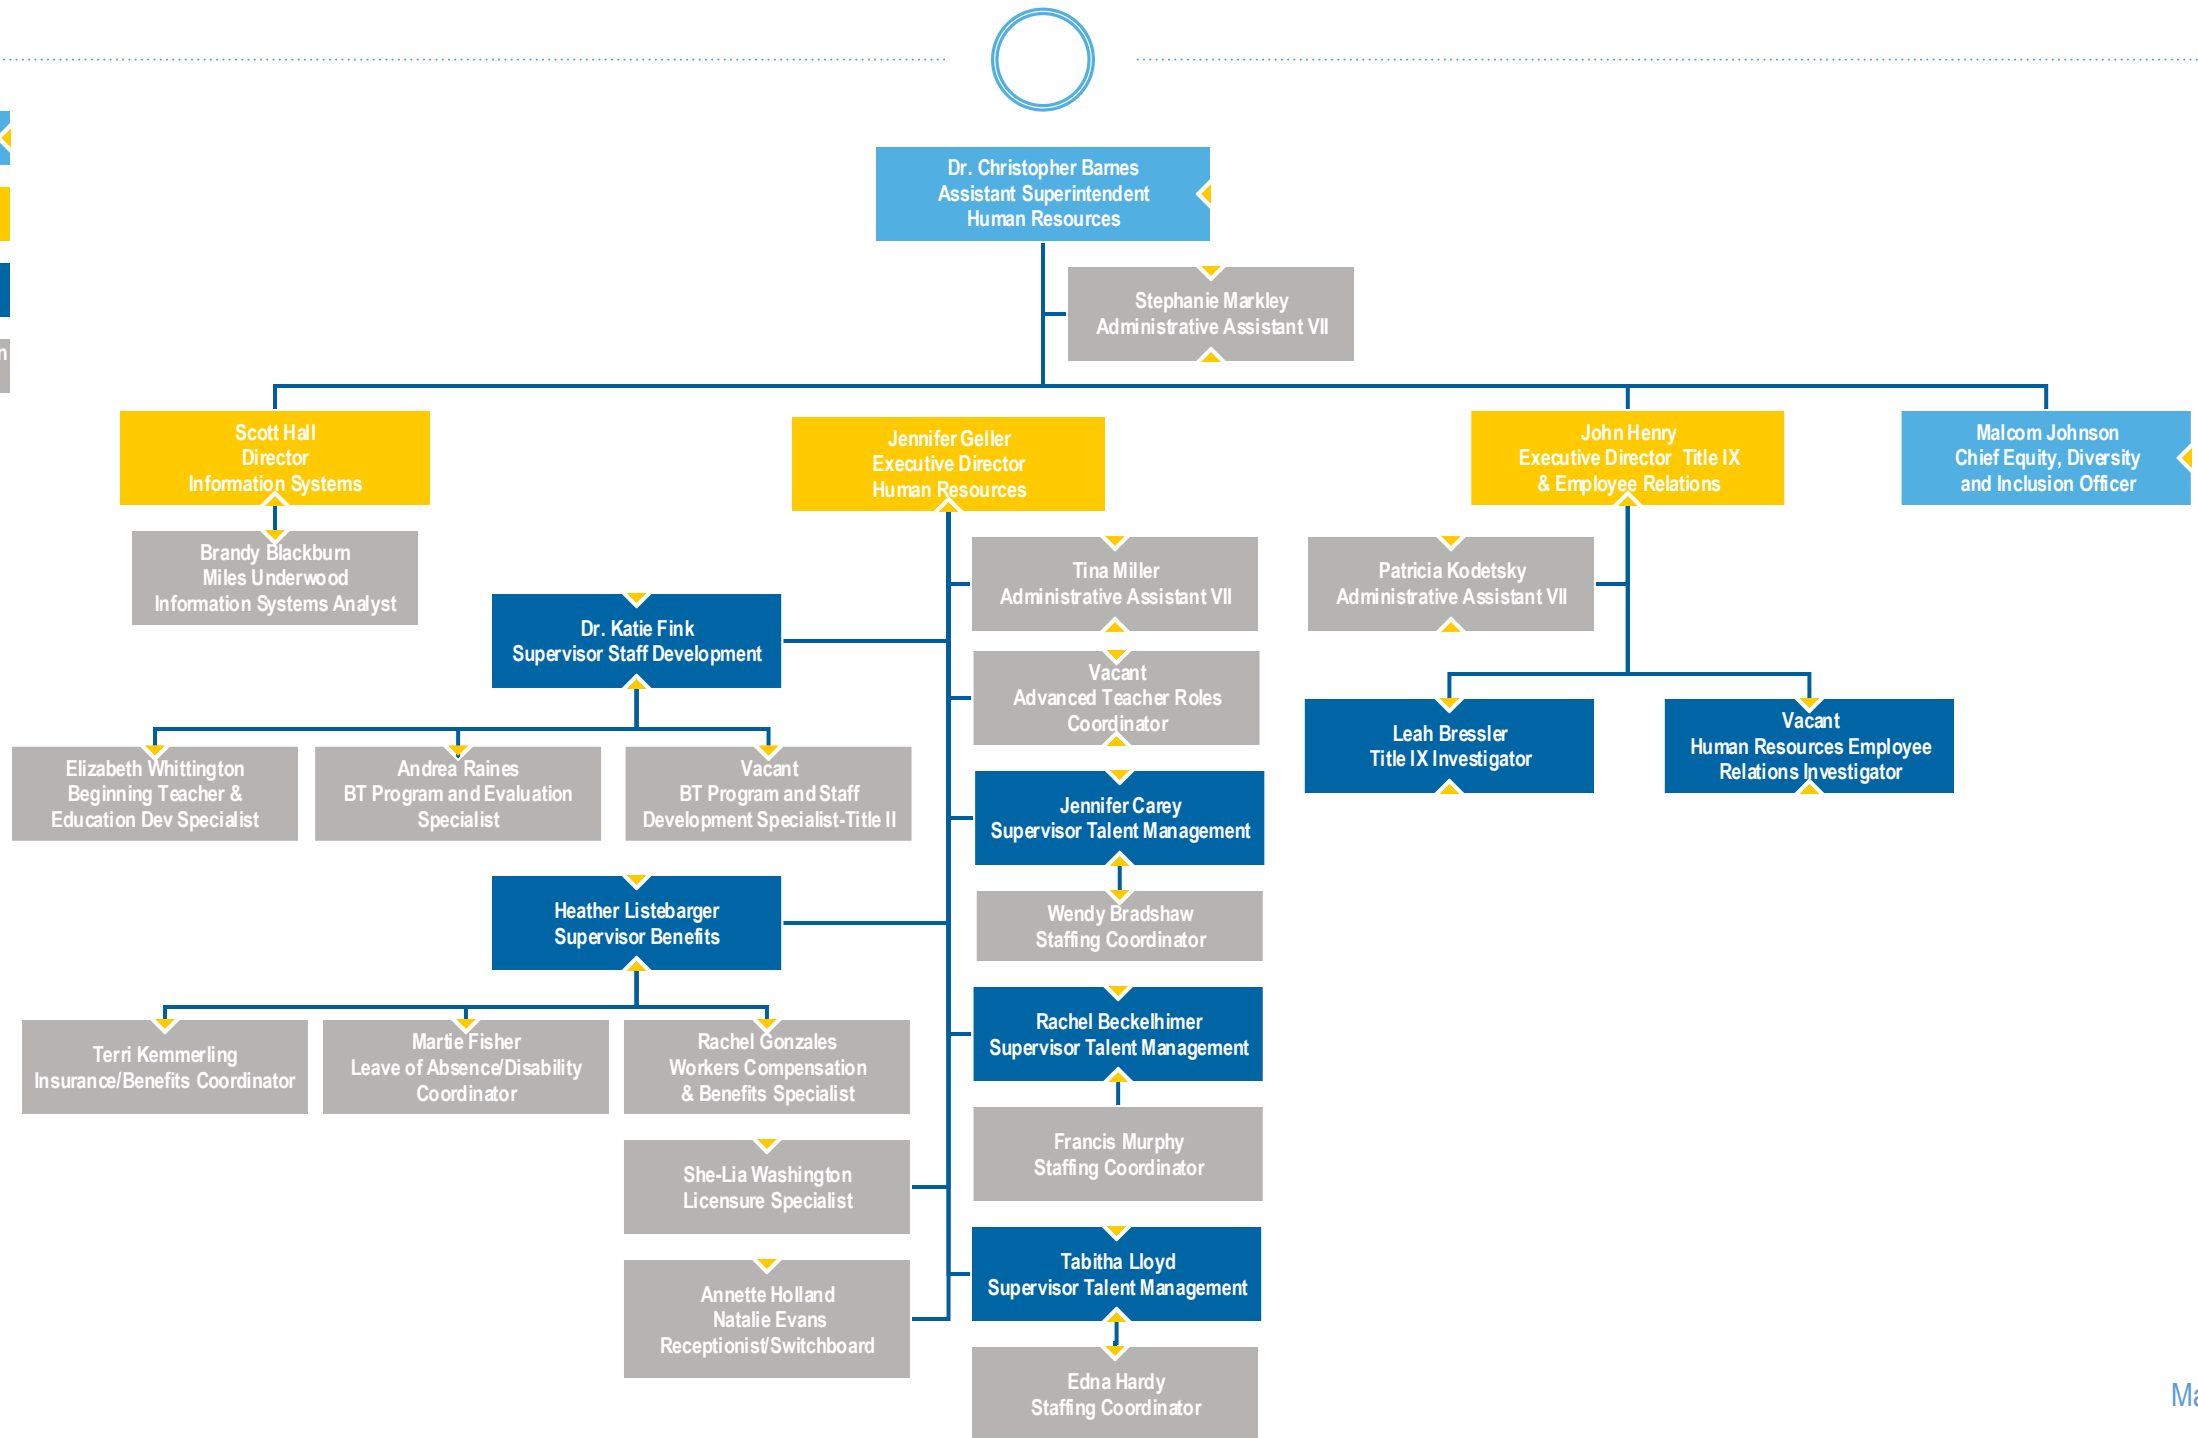 Dr. Christopher Barnes
Assistant Superintendent
Human Resources
Stephanie Markley
Administrative Assistant VII
Scott Hall
Director
Information Systems
Jennifer Geller
Executive Director
Human Resources
John Henry
Executive Director Title IX
& Employee Relations
Malcom Johnson
Chief Equity, Diversity
and Inclusion Officer
Brandy Blackburn
Miles Underwood
Information Systems Analyst
Tina Miller
Administrative Assistant VII
Patricia Kodetsky
Administrative Assistant VII
Dr. Katie Fink
Supervisor Staff Development
Vacant
Advanced Teacher Roles
Coordinator
Leah Bressler
Title IX Investigator
Vacant
Human Resources Employee
Relations Investigator
Elizabeth Whittington
Beginning Teacher &
Education Dev Specialist
Andrea Raines
BT Program and Evaluation
Specialist
Vacant
BT Program and Staff
Development Specialist-Title II
Jennifer Carey
Supervisor Talent Management
Heather Listebarger
Supervisor Benefits
Wendy Bradshaw
Staffing Coordinator
Rachel Beckelhimer
Supervisor Talent Management
Terri Kemmerling
Insurance/Benefits Coordinator
Martie Fisher
Leave of Absence/Disability
Coordinator
Rachel Gonzales
Workers Compensation
& Benefits Specialist
Francis Murphy
Staffing Coordinator
She-Lia Washington
Licensure Specialist
Tabitha Lloyd
Supervisor Talent Management
Annette Holland
Natalie Evans
Receptionist/Switchboard
Edna Hardy
Staffing Coordinator